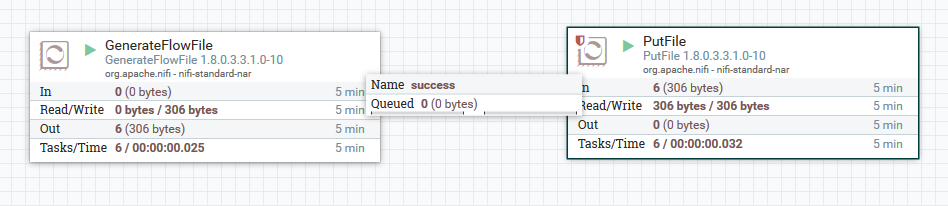 GenerateFlowFile
GenerateFlowFile 1.8.0.3.3.1.0-10
org.apache.nifi - nifi-standard-nar
In 0 (0 bytes) 5 min
Read/Write 0 bytes / 306 bytes 5 min
Out 6 (306 bytes) 5 min
Tasks/Time 6 / 00:00:00.025 5 min
Name success
Queued 0 (0 bytes)
PutFile
PutFile 1.8.0.3.3.1.0-10
org.apache.nifi - nifi-standard-nar
In 6 (306 bytes) 5 min
Read/Write 306 bytes / 306 bytes 5 min
Out 0 (0 bytes) 5 min
Tasks/Time 6 / 00:00:00.032 5 min